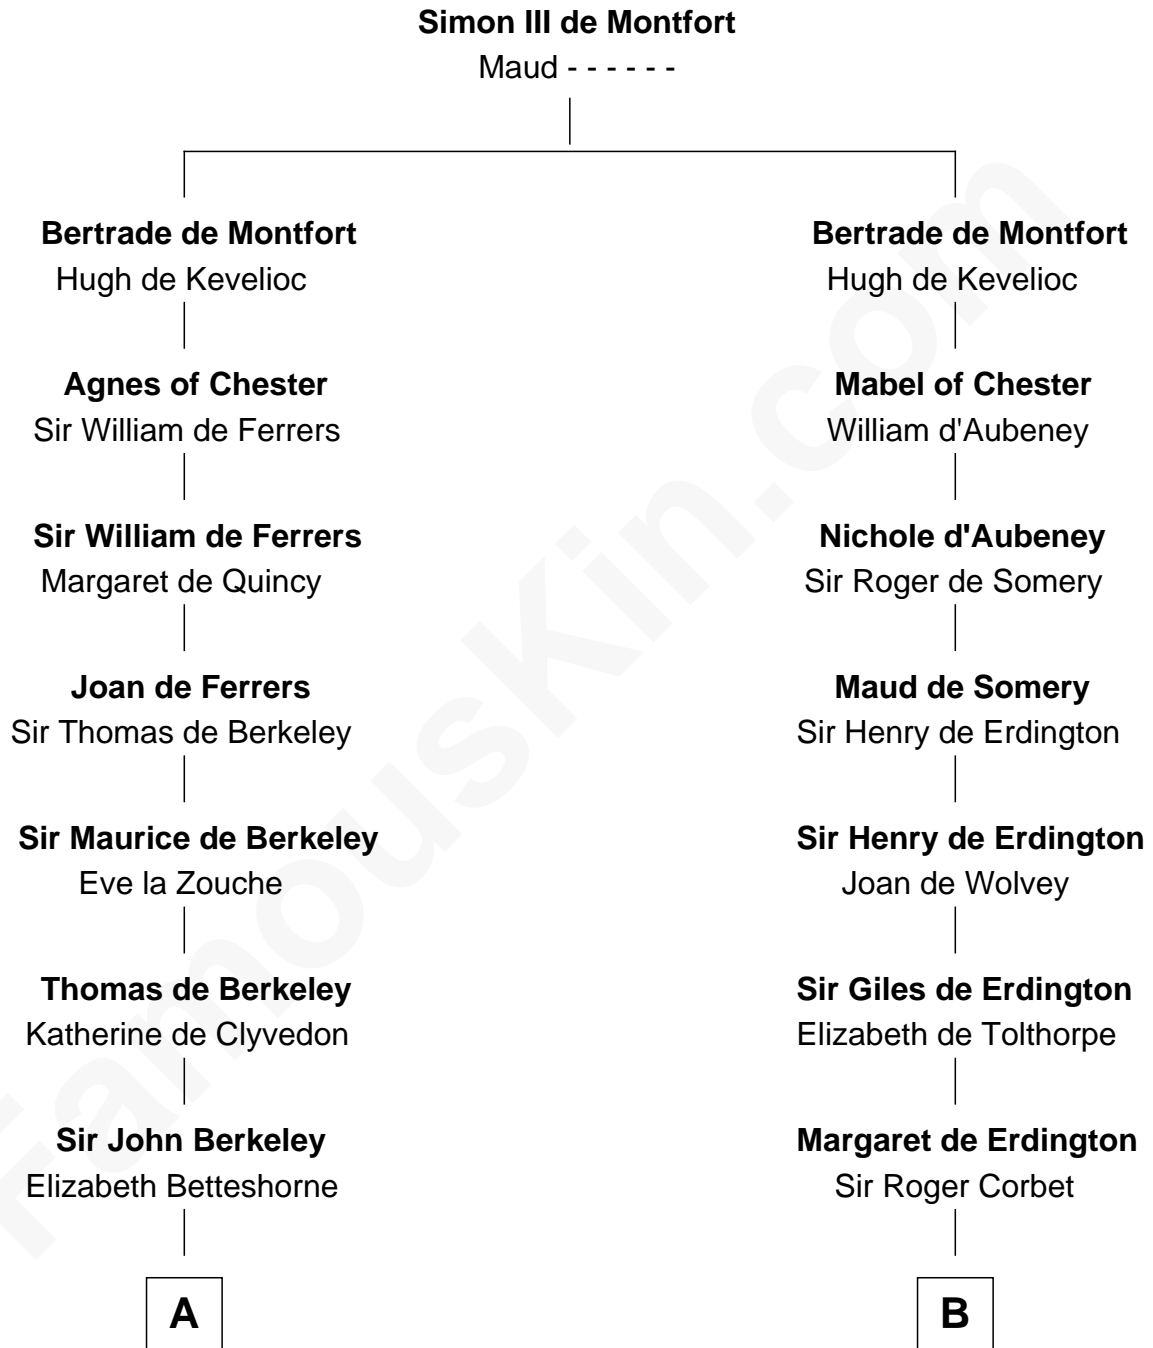 Simon III de Montfort
Maud - - - - - -
Bertrade de Montfort
Hugh de Kevelioc
Bertrade de Montfort
Hugh de Kevelioc
Agnes of Chester
Sir William de Ferrers
Mabel of Chester
William d'Aubeney
Sir William de Ferrers
Margaret de Quincy
Nichole d'Aubeney
Sir Roger de Somery
Joan de Ferrers
Sir Thomas de Berkeley
Maud de Somery
Sir Henry de Erdington
Sir Maurice de Berkeley
Eve la Zouche
Sir Henry de Erdington
Joan de Wolvey
Thomas de Berkeley
Katherine de Clyvedon
Sir Giles de Erdington
Elizabeth de Tolthorpe
Sir John Berkeley
Elizabeth Betteshorne
Margaret de Erdington
Sir Roger Corbet
A
B
FamousKin.com